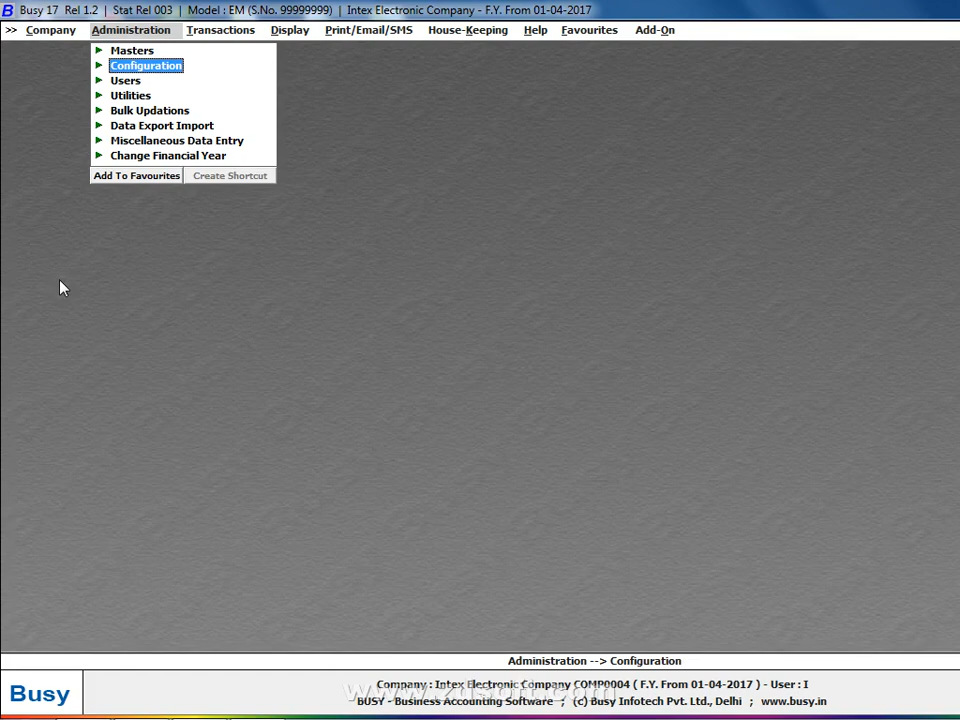 Busy 17 Rel 1.2 | Stat Rel 003 | Model : EM (S.No. 99999999) | Intex Electronic Company - F.Y. From 01-04-2017
>> Company Administration Transactions Display Print/Email/SMS House-Keeping Help Favourites Add-On
Masters
Configuration
Users
Utilities
Bulk Updations
Data Export Import
Miscellaneous Data Entry
Change Financial Year
Add To Favourites Create Shortcut
Administration --> Configuration
Busy
Company : Intex Electronic Company COMP0004 ( F.Y. From 01-04-2017 ) - User : I
www.zdsoft.com
BUSY - Business Accounting Software ; (c) Busy Infotech Pvt. Ltd., Delhi ; www.busy.in